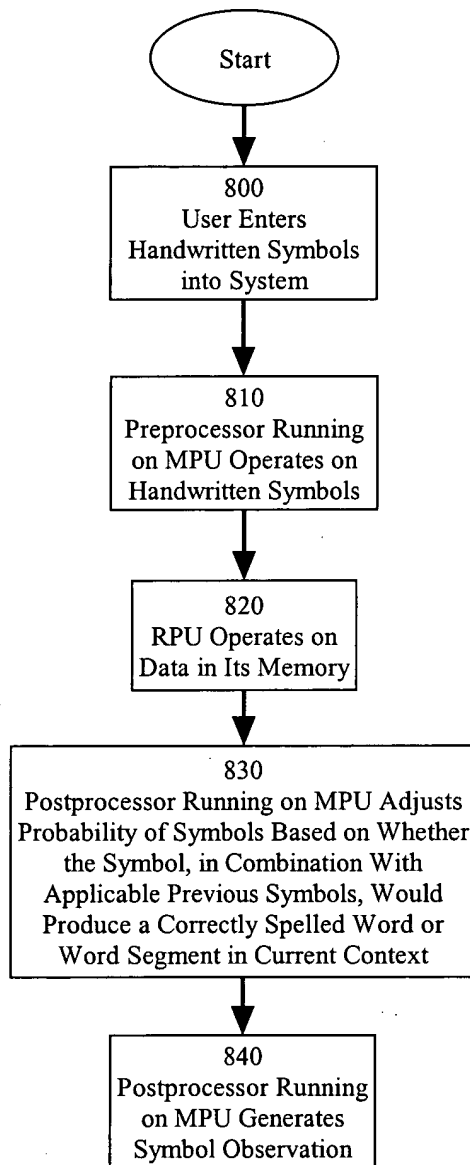 Start
800
User Enters
Handwritten Symbols
into System
810
Preprocessor Running
on MPU Operates on
Handwritten Symbols
820
RPU Operates on
Data in Its Memory
830
Postprocessor Running on MPU Adjusts
Probability of Symbols Based on Whether
the Symbol, in Combination With
Applicable Previous Symbols, Would
Produce a Correctly Spelled Word or
Word Segment in Current Context
840
Postprocessor Running
on MPU Generates
Symbol Observation